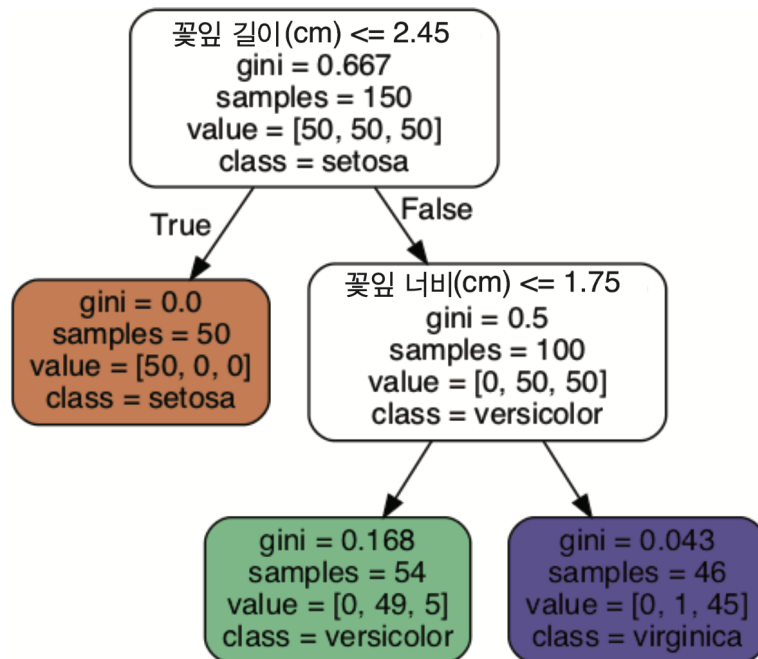 꽃잎 길이(cm) <= 2.45
gini = 0.667
samples = 150
value = [50, 50, 50]
class = setosa
True
False
gini = 0.0
samples = 50
value = [50, 0, 0]
class = setosa
꽃잎 너비(cm) <= 1.75
gini = 0.5
samples = 100
value = [0, 50, 50]
class = versicolor
gini = 0.168
samples = 54
value = [0, 49, 5]
class = versicolor
gini = 0.043
samples = 46
value = [0, 1, 45]
class = virginica